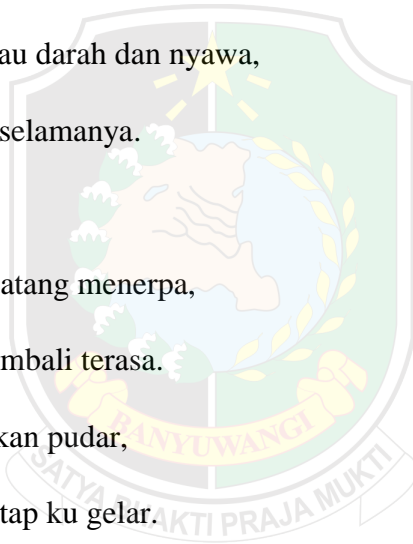 au darah dan nyawa,
selamanya.
atang menerpa,
mbali terasa.
kan pudar,
tap ku gelar.
BANYUWANGI
SATYA BHAKTI PRAJA MUKTI